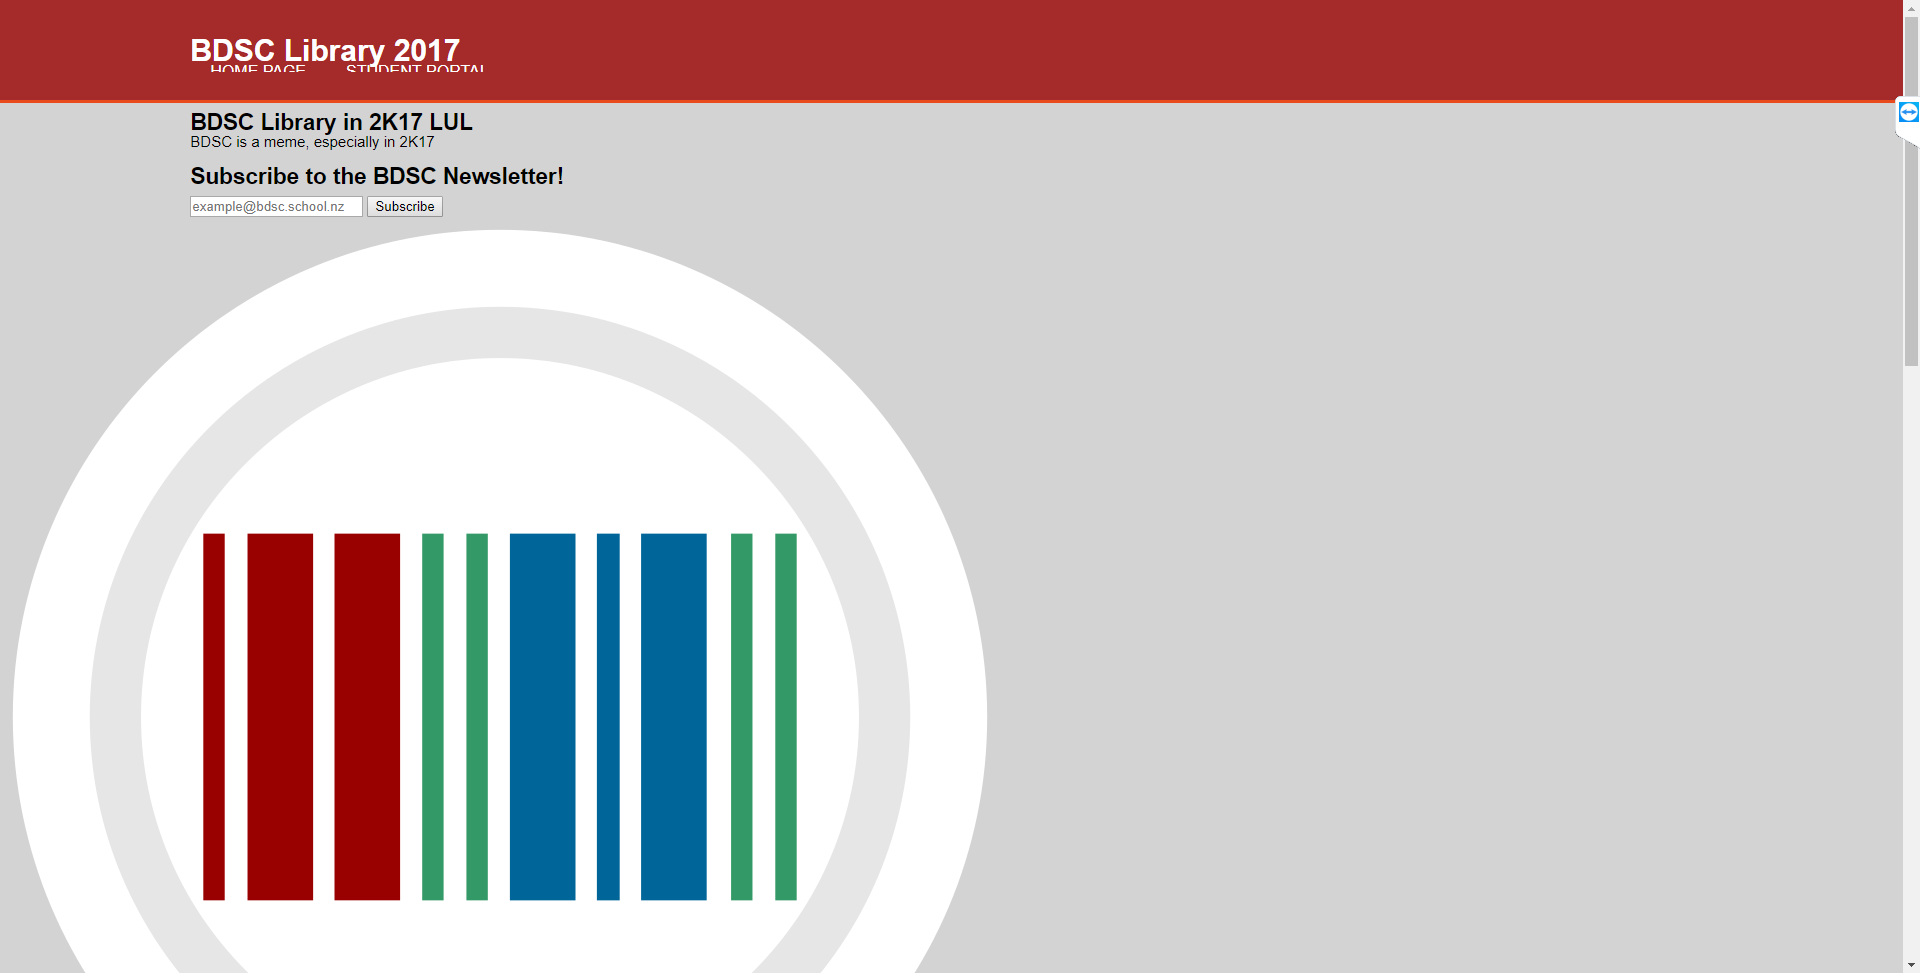 BDSC Library 2017
HOME PAGE STUDENT PORTAL
BDSC Library in 2K17 LUL
BDSC is a meme, especially in 2K17
Subscribe to the BDSC Newsletter!
example@bdsc.school.nz Subscribe